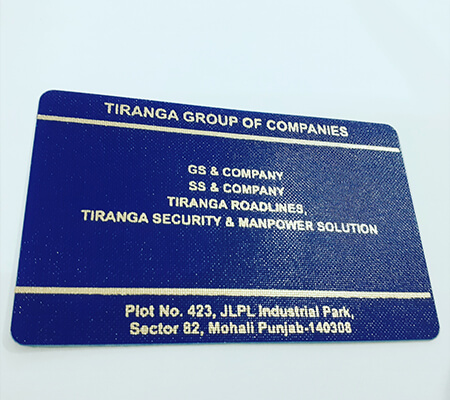 TIRANGA GROUP OF COMPANIES
GS & COMPANY
SS & COMPANY
TIRANGA ROADLINES,
TIRANGA SECURITY & MANPOWER SOLUTION
Plot No. 423, JLPL Industrial Park,
Sector 82, Mohali Punjab-140308